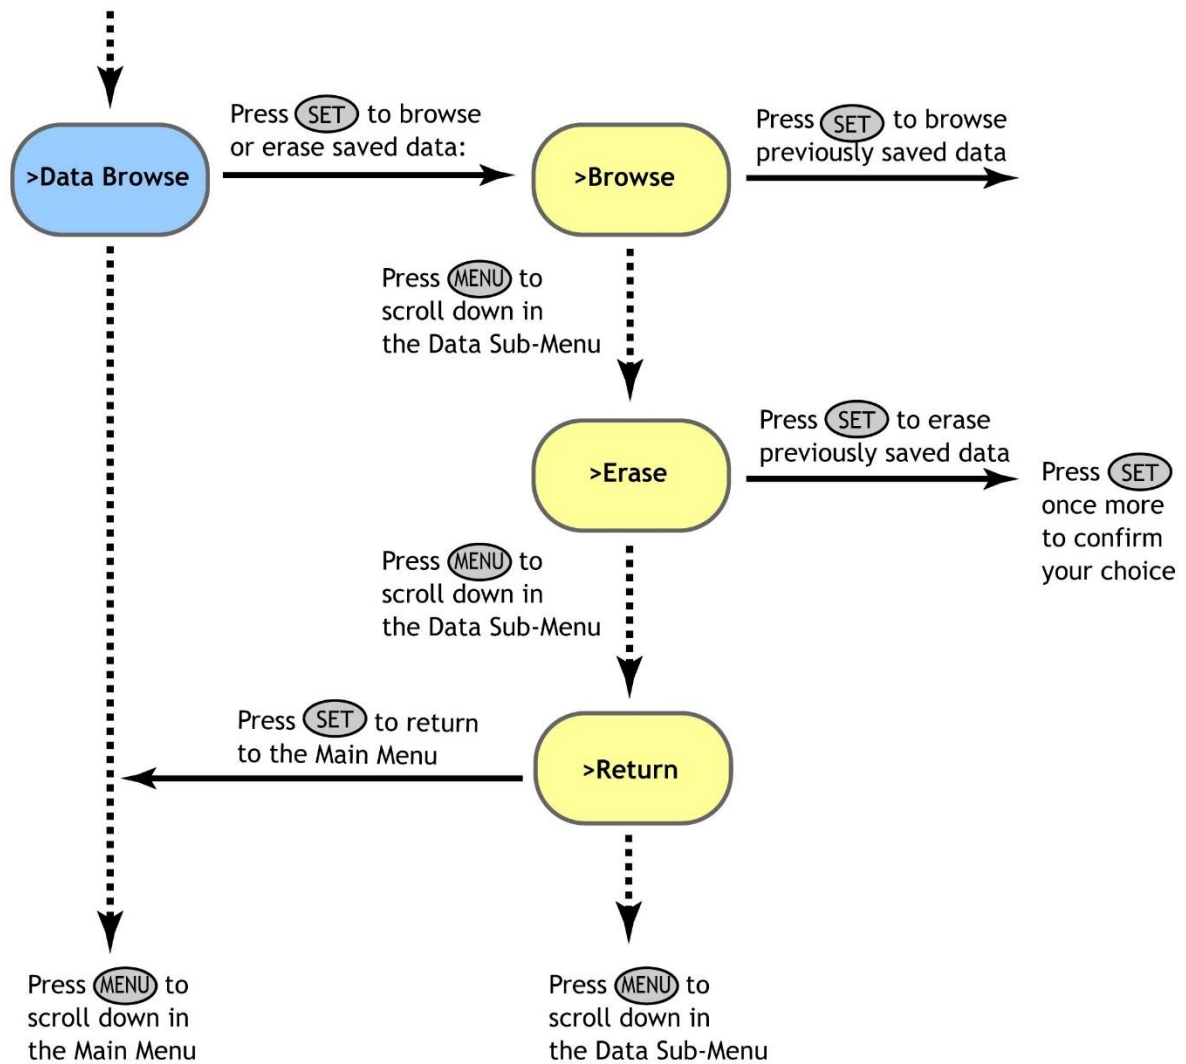 Press SET to browse
or erase saved data:
Press SET to browse
previously saved data
>Data Browse
>Browse
Press MENU to
scroll down in
the Data Sub-Menu
Press SET to erase
previously saved data
>Erase
Press SET
once more
to confirm
your choice
Press MENU to
scroll down in
the Data Sub-Menu
Press SET to return
to the Main Menu
>Return
Press MENU to
scroll down in
the Main Menu
Press MENU to
scroll down in
the Data Sub-Menu